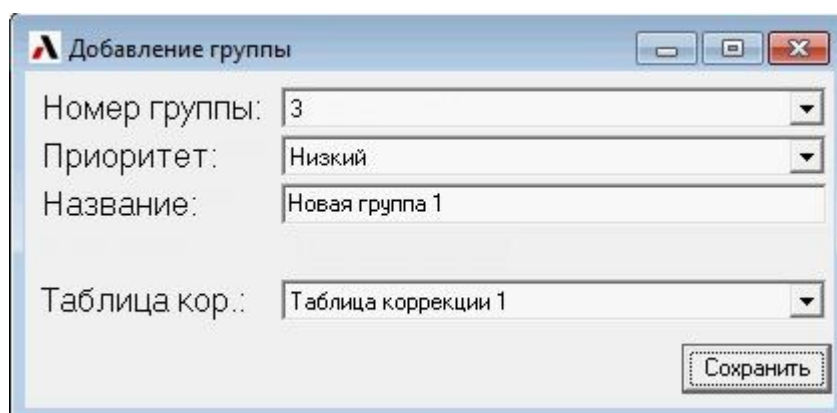 Добавление группы
Номер группы: 3
Приоритет: Низкий
Название: Новая группа 1
Таблица кор.: Таблица коррекции 1
Сохранить